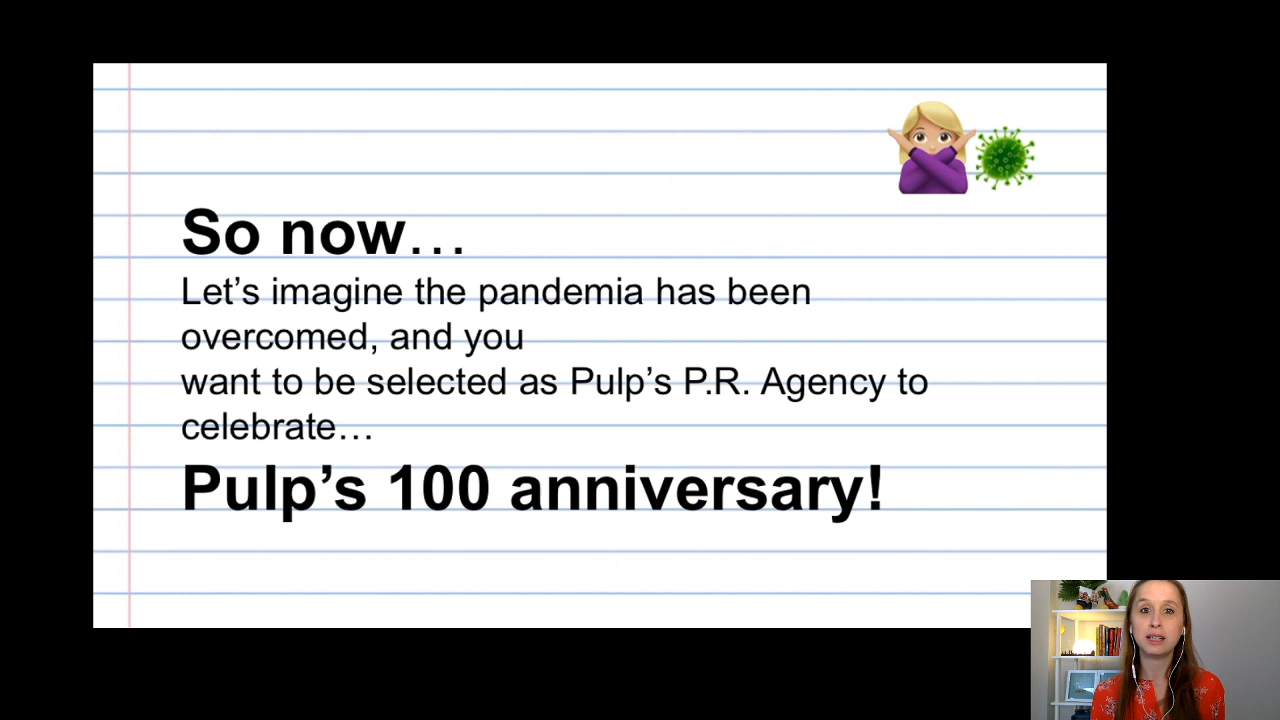 So now…
Let’s imagine the pandemia has been
overcomed, and you
want to be selected as Pulp’s P.R. Agency to
celebrate…
Pulp’s 100 anniversary!